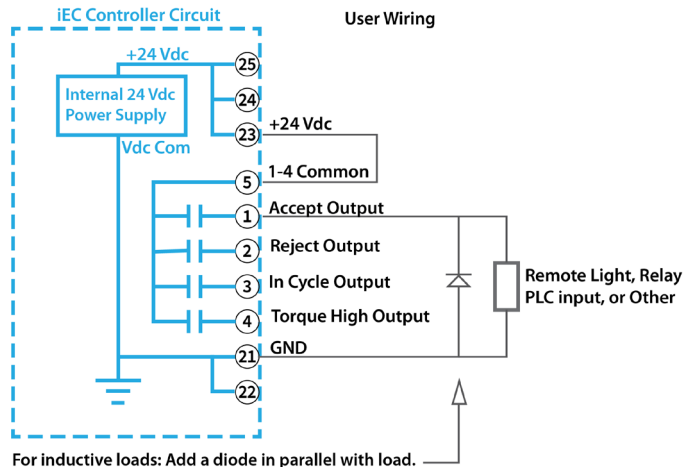 iEC Controller Circuit
User Wiring
+24 Vdc
25
Internal 24 Vdc
Power Supply
24
23
+24 Vdc
Vdc Com
5
1-4 Common
1
Accept Output
2
Reject Output
3
In Cycle Output
4
Torque High Output
Remote Light, Relay
PLC input, or Other
21
GND
22
For inductive loads: Add a diode in parallel with load.